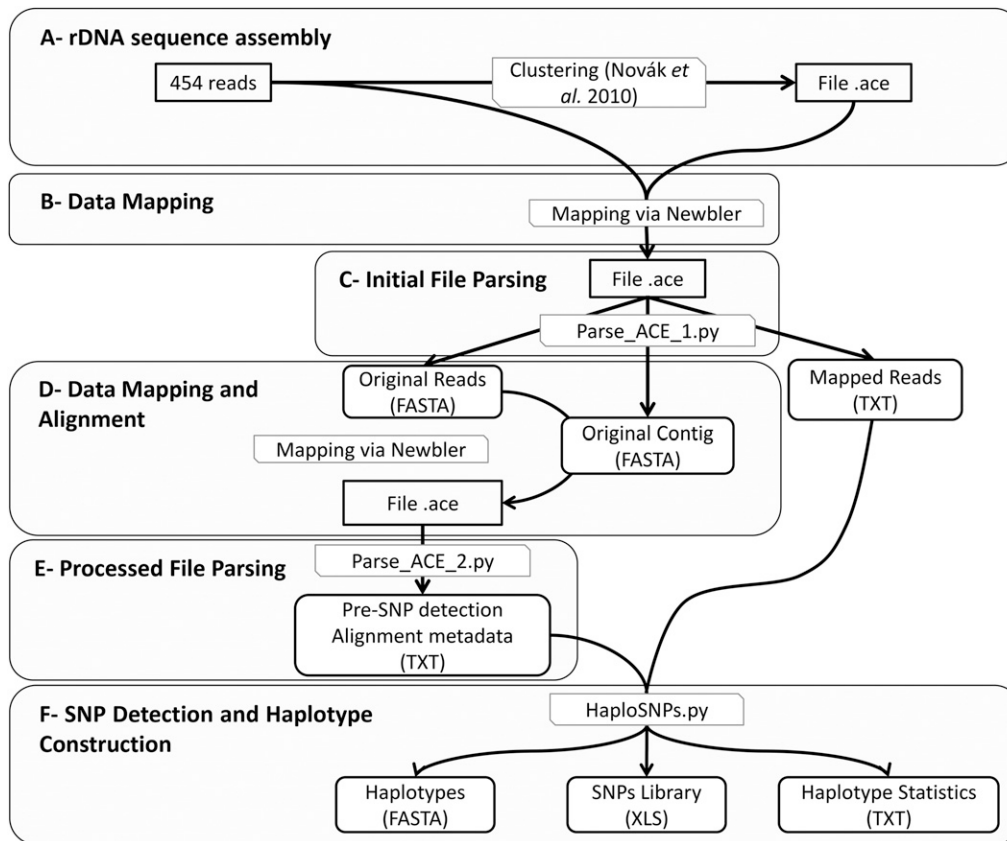 A- rDNA sequence assembly
454 reads
Clustering (Novák et
al. 2010)
File .ace
B- Data Mapping
Mapping via Newbler
C- Initial File Parsing
File .ace
Parse_ACE_1.py
D- Data Mapping and
Alignment
Original Reads
(FASTA)
Mapped Reads
(TXT)
Original Contig
(FASTA)
Mapping via Newbler
File .ace
E- Processed File Parsing
Parse_ACE_2.py
Pre-SNP detection
Alignment metadata
(TXT)
F- SNP Detection and Haplotype
Construction
HaploSNPs.py
Haplotypes
(FASTA)
SNPs Library
(XLS)
Haplotype Statistics
(TXT)